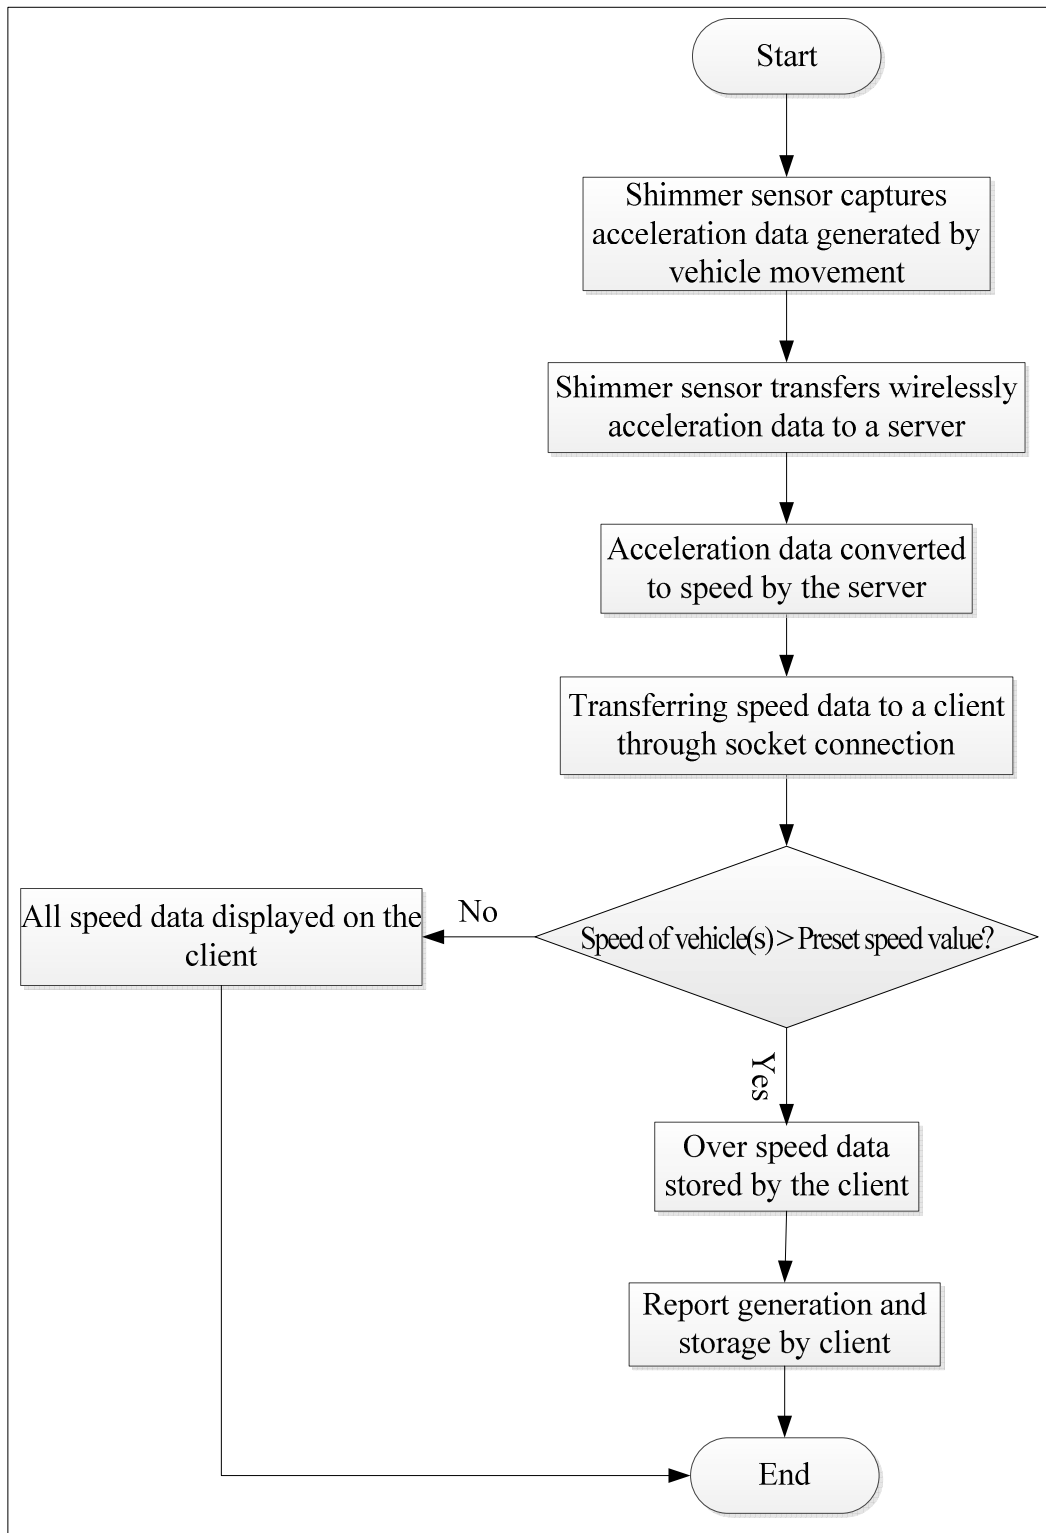 Start
Shimmer sensor captures
acceleration data generated by
vehicle movement
Shimmer sensor transfers wirelessly
acceleration data to a server
Acceleration data converted
to speed by the server
Transferring speed data to a client
through socket connection
Speed of vehicle(s) > Preset speed value?
No
All speed data displayed on the
client
Yes
Over speed data
stored by the client
Report generation and
storage by client
End